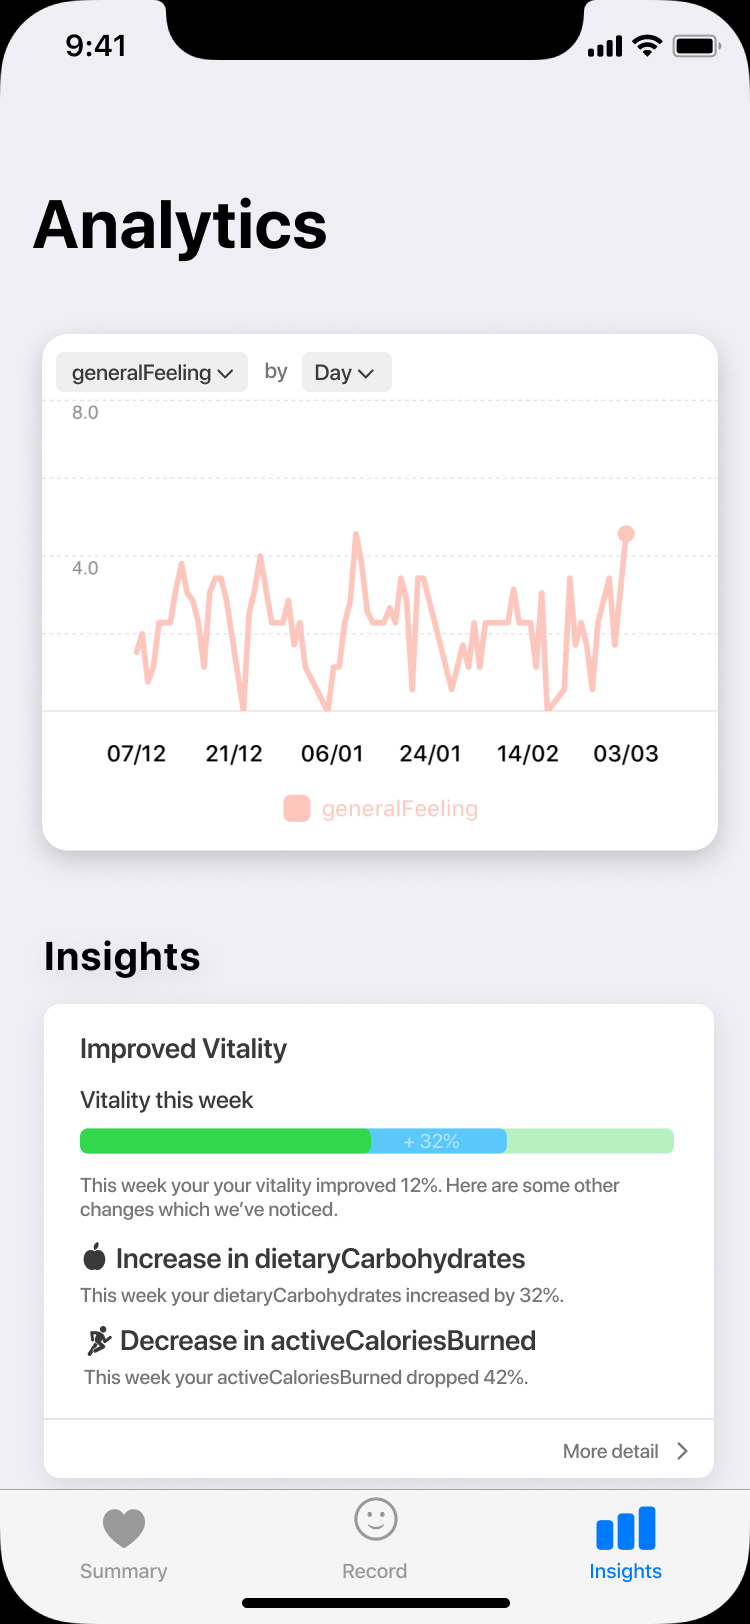 9:41
Analytics
generalFeeling by Day
8.0
4.0
07/12 21/12 06/01 24/01 14/02 03/03
generalFeeling
Insights
Improved Vitality
Vitality this week
+ 32%
This week your your vitality improved 12%. Here are some other
changes which we’ve noticed.
Increase in dietaryCarbohydrates
This week your dietaryCarbohydrates increased by 32%.
Decrease in activeCaloriesBurned
This week your activeCaloriesBurned dropped 42%.
More detail
Summary Record Insights